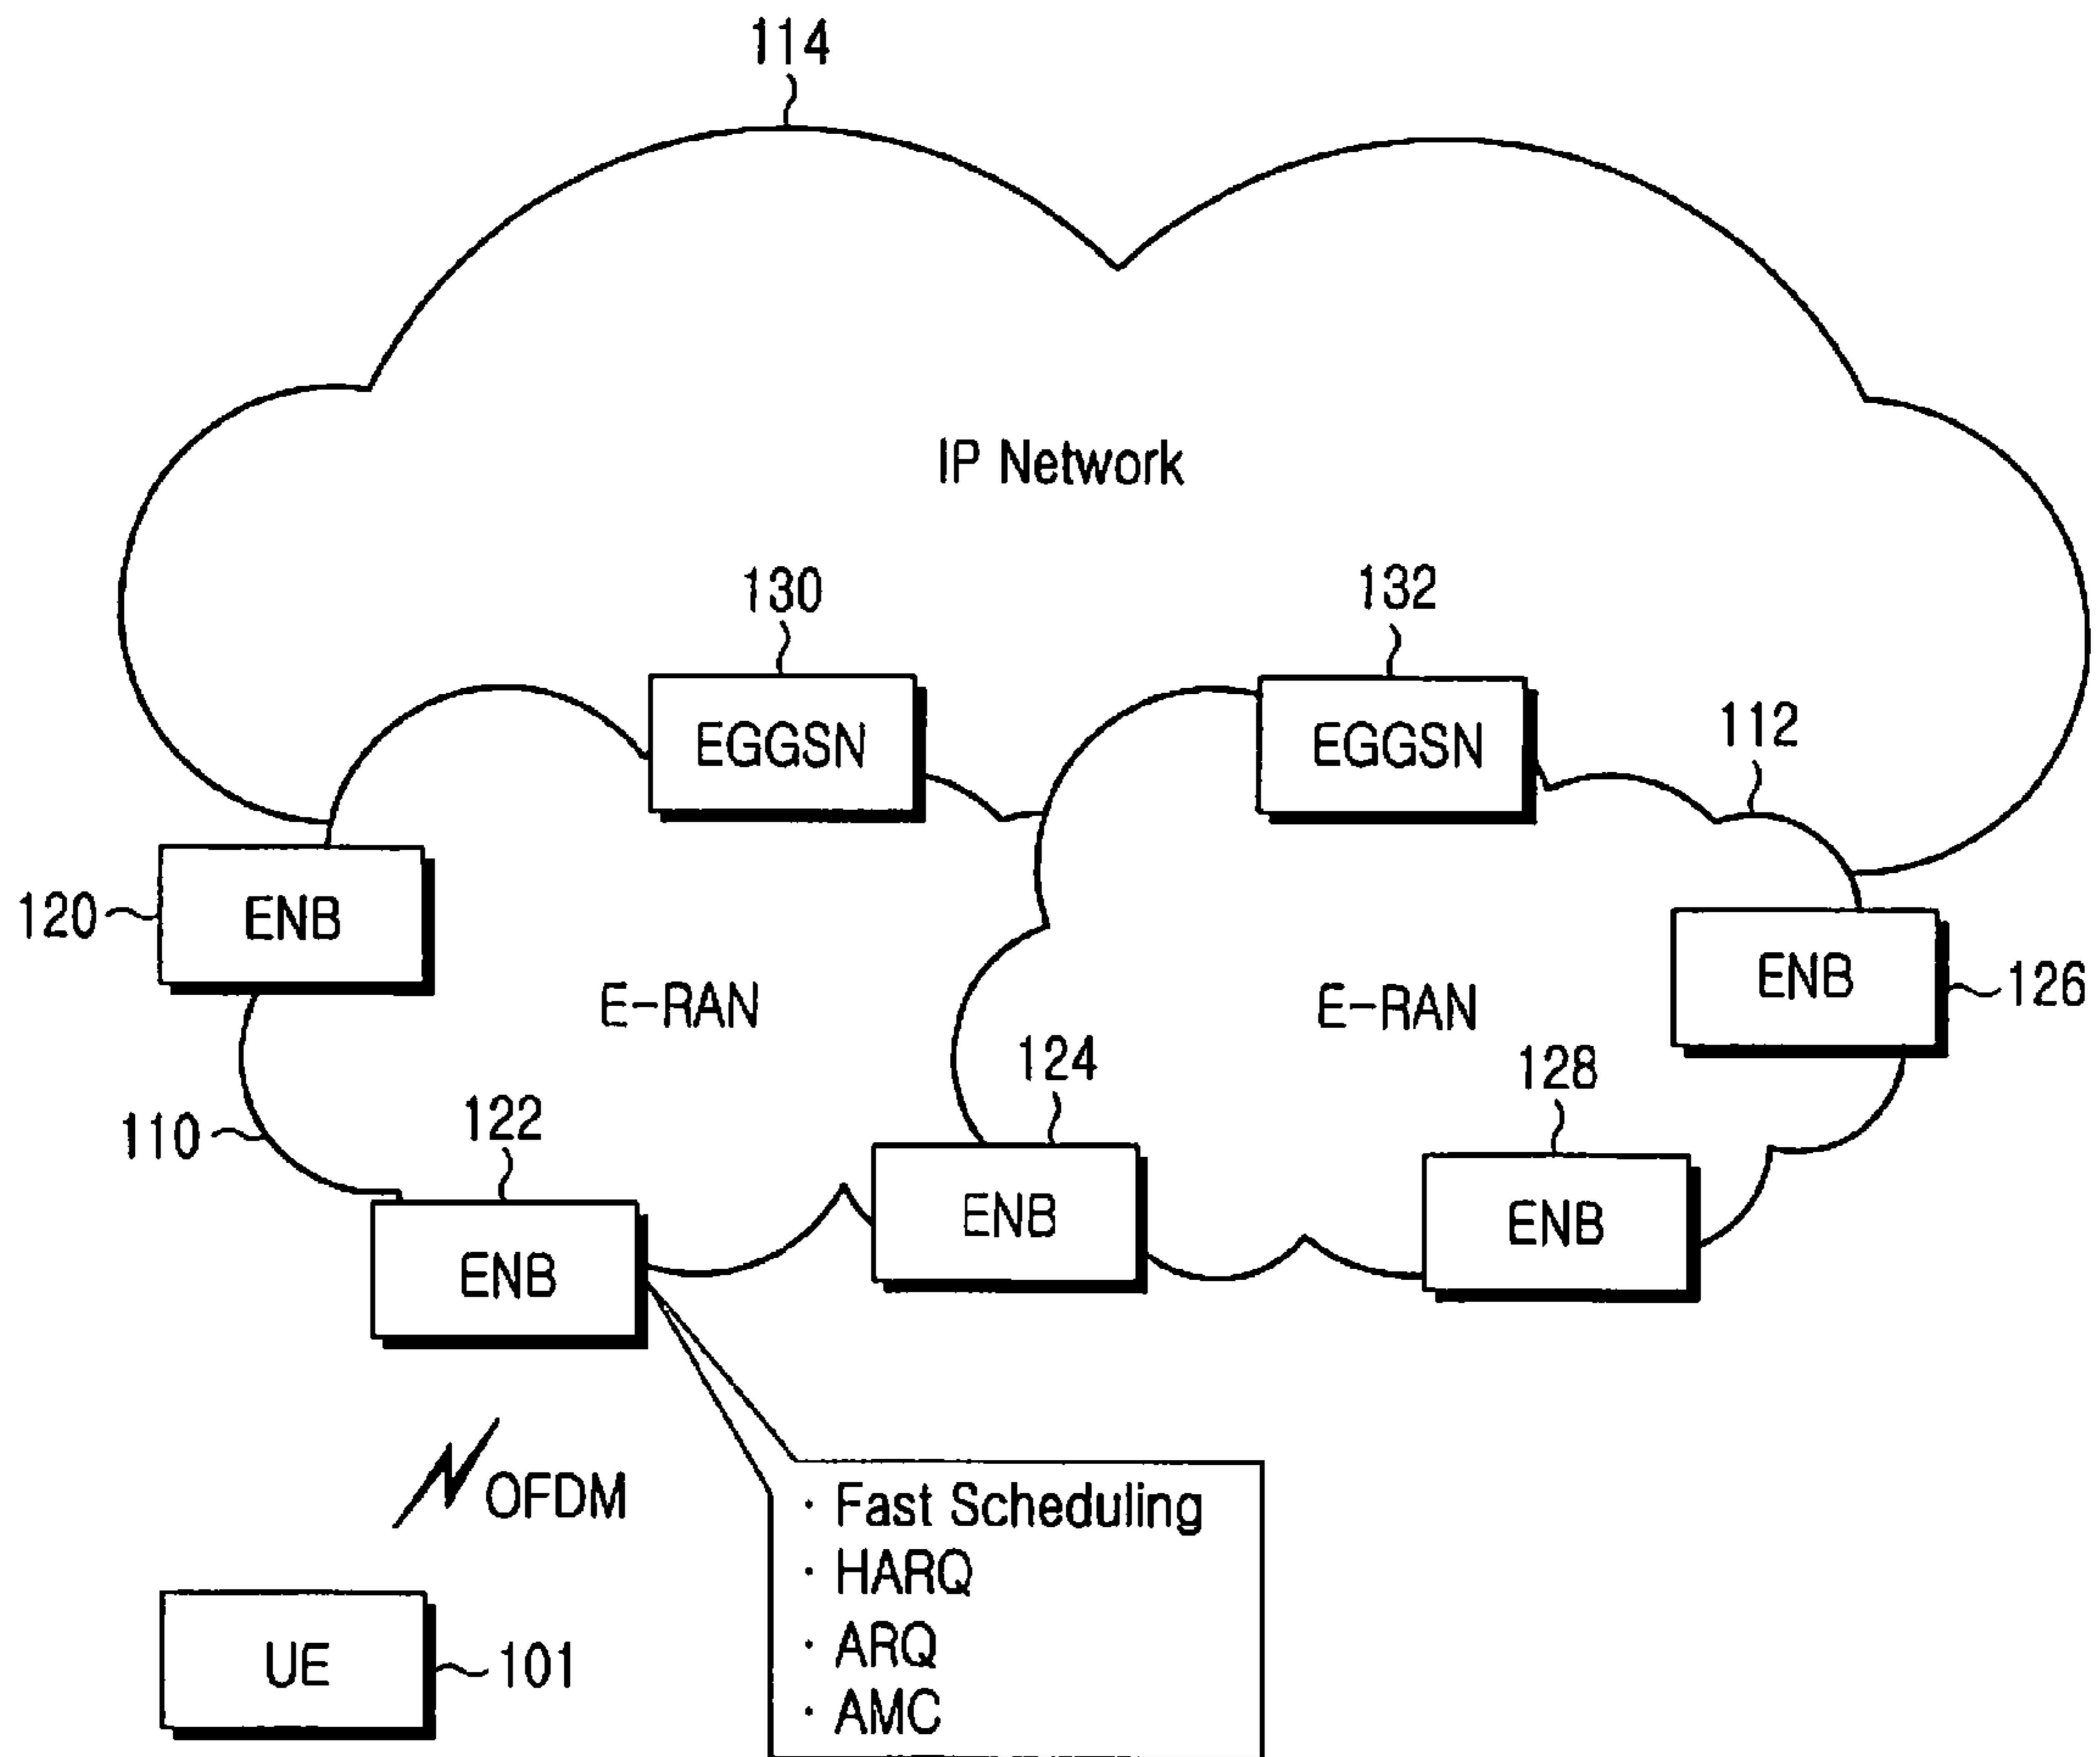 114
IP Network
130
132
EGGSN
EGGSN
112
120
ENB
E-RAN
E-RAN
ENB
126
124
128
110
122
ENB
ENB
ENB
OFDM
· Fast Scheduling
· HARQ
· ARQ
· AMC
UE
101